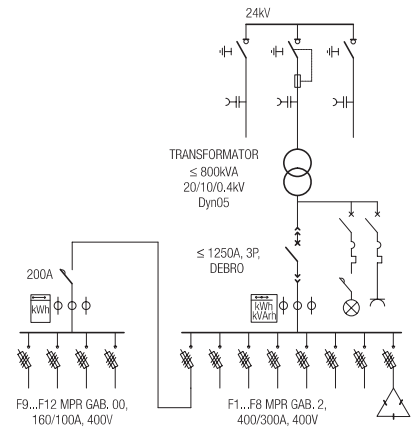 24kV
TRANSFORMATOR
≤ 800kVA
20/10/0.4kV
Dyn05
≤ 1250A, 3P,
DEBRO
200A
kWh
kWh
kVArh
F9...F12 MPR GAB. 00,
160/100A, 400V
F1...F8 MPR GAB. 2,
400/300A, 400V